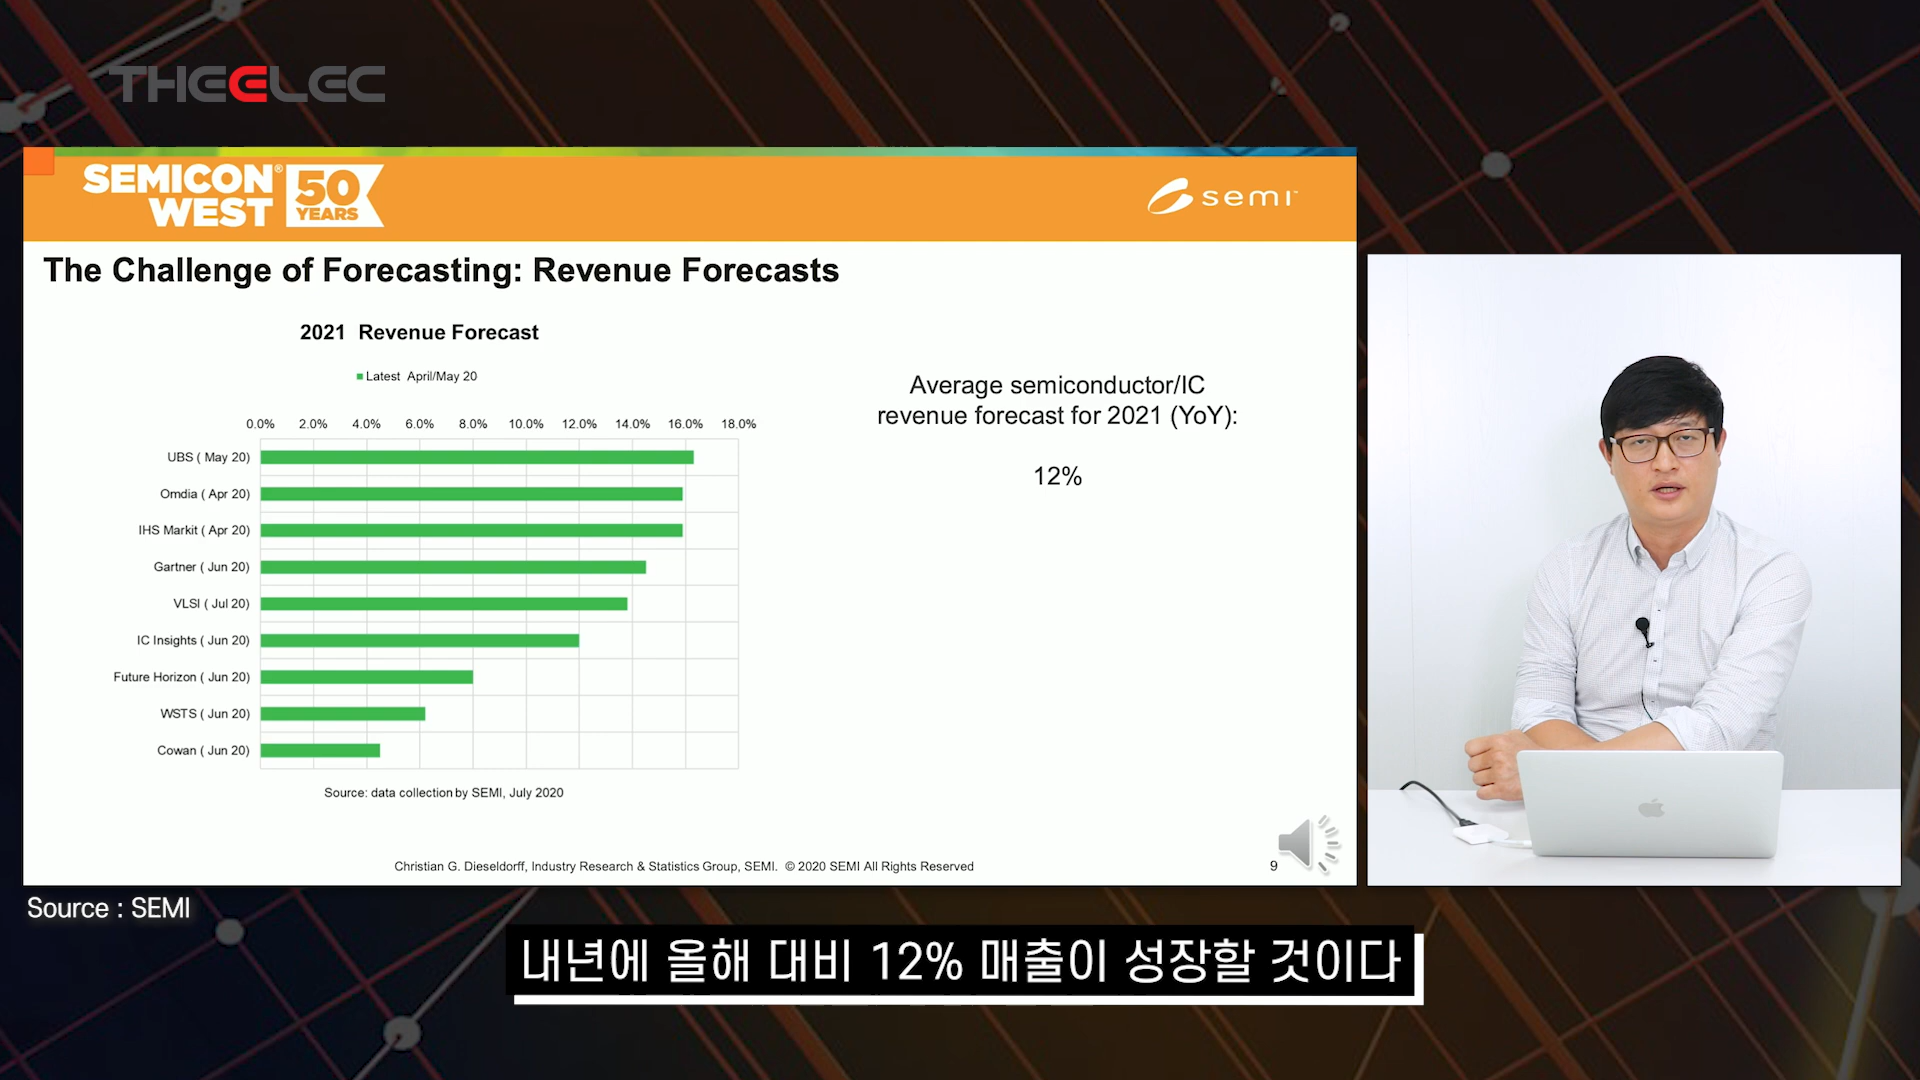 THEELEC
SEMICON®
WEST
50
YEARS
semi™
The Challenge of Forecasting: Revenue Forecasts
2021 Revenue Forecast
Latest April/May 20
0.0% 2.0% 4.0% 6.0% 8.0% 10.0% 12.0% 14.0% 16.0% 18.0%
UBS ( May 20)
Omdia ( Apr 20)
IHS Markit ( Apr 20)
Gartner ( Jun 20)
VLSI ( Jul 20)
IC Insights ( Jun 20)
Future Horizon ( Jun 20)
WSTS ( Jun 20)
Cowan ( Jun 20)
Source: data collection by SEMI, July 2020
Average semiconductor/IC
revenue forecast for 2021 (YoY):
12%
Christian G. Dieseldorff, Industry Research & Statistics Group, SEMI. © 2020 SEMI All Rights Reserved
9
Source : SEMI
내년에 올해 대비 12% 매출이 성장할 것이다